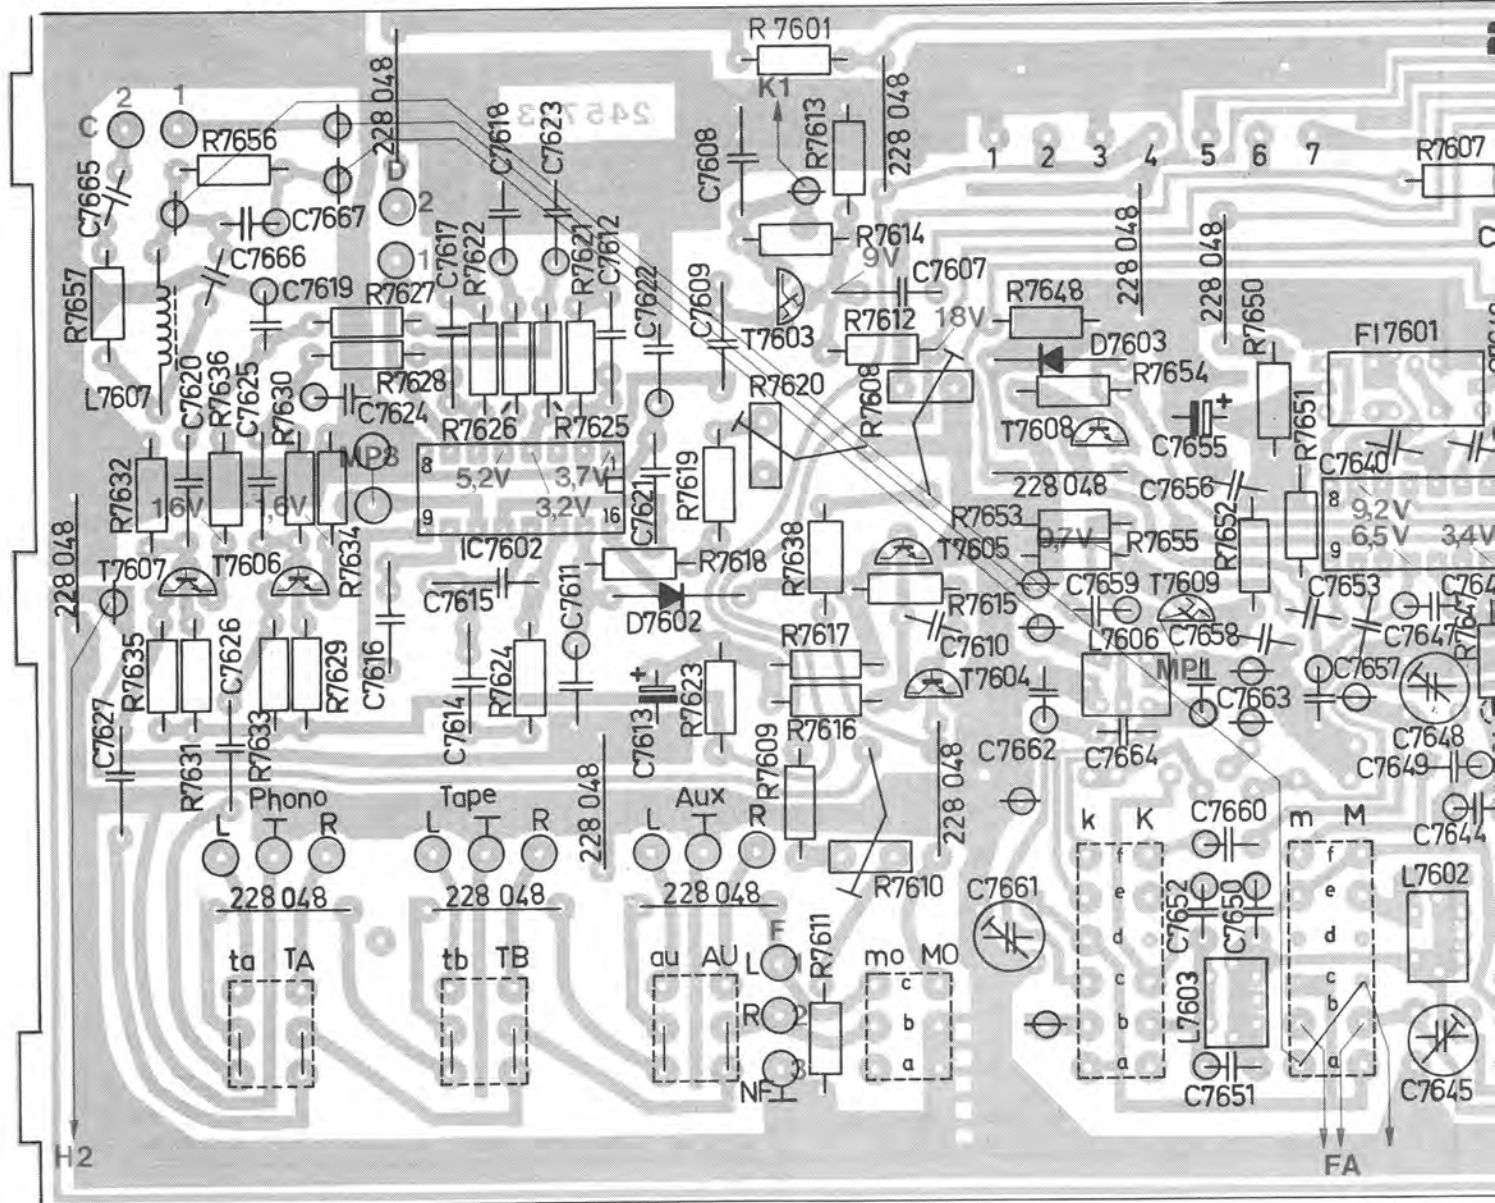 R 7601
2
1
C
R7656
228 048
C7618
C7623
245 7 3
K1
C7608
R7613
228 048
1
2
3
4
5
6
7
R7607
C7665
D
2
1
C7667
C7666
C7617
R7622
R7621
C7612
R7614
9V
C7607
228 048
228 048
R7657
C7619
R7627
C7622
C7609
T7603
R7612
18V
R7648
D7603
R7650
FI7601
L7607
C7620
R7636
C7625
R7630
R7628
C7624
R7620
R7608
R7654
T7608
C7655
+
R7651
C7640
MP8
R7626
R7625
8
5,2V
3,7V
1
9
3,2V
16
IC7602
R7632
1,6V
1,6V
R7634
C7621
R7619
R7618
228 048
C7656
R7653
9,7V
R7655
R7652
8
9,2V
6,5V
9
3,4V
228 048
T7607
T7606
C7615
C7611
D7602
R7638
T7605
R7615
C7610
C7659
T7609
C7658
L7606
MP1
C7653
C7647
R7635
C7626
R7629
C7616
R7624
C7614
+
C7613
R7623
R7617
R7616
T7604
C7662
C7664
C7663
C7657
C7648
C7649
C7644
C7627
R7631
R7633
228 048
R7609
228 048
R7610
Phono
L
R
228 048
Tape
L
R
228 048
Aux
L
R
228 048
C7661
k
K
f
e
d
c
b
a
C7660
C7652
C7650
m
M
f
e
d
c
b
a
L7602
ta
TA
tb
TB
au
AU
F
L
1
R
2
3
NF
R7611
mo
MO
c
b
a
L7603
C7651
C7645
H2
FA